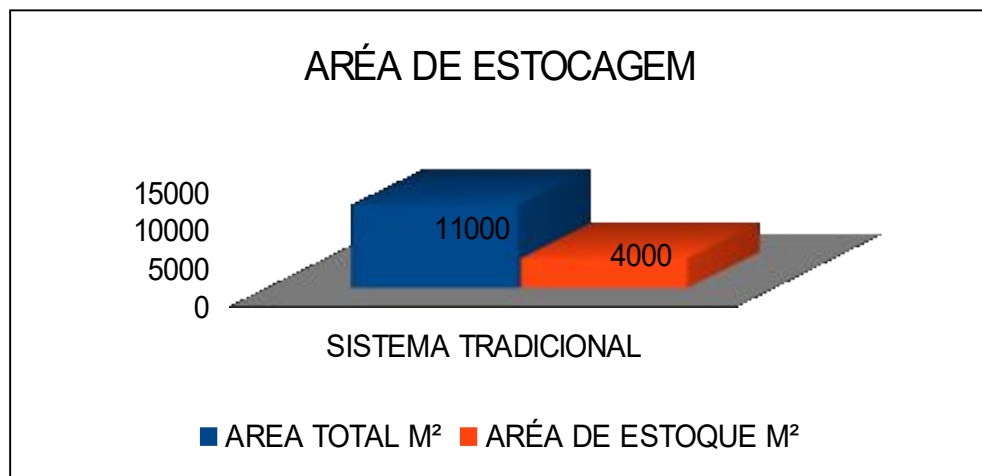 ARÉA DE ESTOCAGEM
15000
10000
5000
0
11000
4000
SISTEMA TRADICIONAL
AREA TOTAL M² ARÉA DE ESTOQUE M²